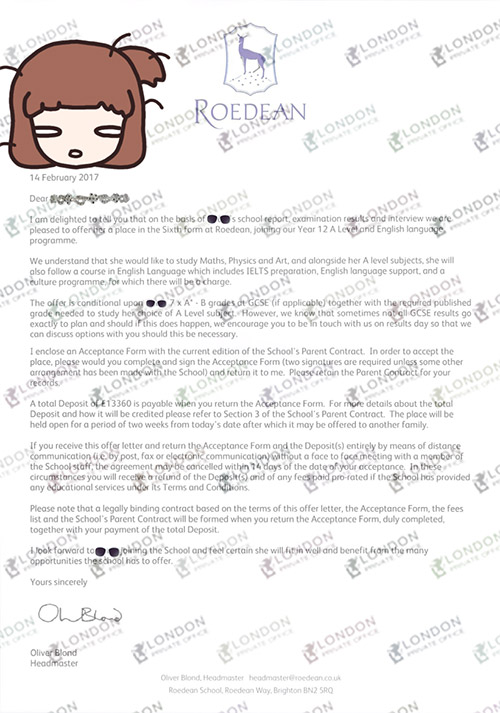 ROEDEAN
14 February 2017
Dear
I am delighted to tell you that on the basis of 's school report, examination results and interview we are
pleased to offer her a place in the Sixth form at Roedean, joining our Year 12 A Level and English language
programme.
We understand that she would like to study Maths, Physics and Art, and alongside her A level subjects, she will
also follow a course in English Language which includes IELTS preparation, English language support, and a
culture programme, for which there will be a charge.
The offer is conditional upon 7 x A* - B grades at GCSE (if applicable) together with the required published
grade needed to study her choice of A Level subject. However, we know that sometimes not all GCSE results go
exactly to plan and should if this does happen, we encourage you to be in touch with us on results day so that we
can discuss options with you should this be necessary.
I enclose an Acceptance Form with the current edition of the School's Parent Contract. In order to accept the
place, please would you complete and sign the Acceptance Form (two signatures are required unless some other
arrangement has been made with the School) and return it to me. Please retain the Parent Contract for your
records.
A total Deposit of £13360 is payable when you return the Acceptance Form. For more details about the total
Deposit and how it will be credited please refer to Section 3 of the School's Parent Contract. The place will be
held open for a period of two weeks from today's date after which it may be offered to another family.
If you receive this offer letter and return the Acceptance Form and the Deposit(s) entirely by means of distance
communication (i.e. by post, fax or electronic communication) without a face to face meeting with a member of
the School staff, the agreement may be cancelled within 14 days of the date of your acceptance. In these
circumstances you will receive a refund of the Deposit(s) and of any fees paid pro-rated if the School has provided
any educational services under its Terms and Conditions.
Please note that a legally binding contract based on the terms of this offer letter, the Acceptance Form, the fees
list and the School's Parent Contract will be formed when you return the Acceptance Form, duly completed,
together with your payment of the total Deposit.
I look forward to joining the School and feel certain she will fit in well and benefit from the many
opportunities the school has to offer.
Yours sincerely
Oliver Blond
Oliver Blond
Headmaster
Oliver Blond, Headmaster headmaster@roedean.co.uk
Roedean School, Roedean Way, Brighton BN2 5RQ
LONDON
PRIVATE OFFICE